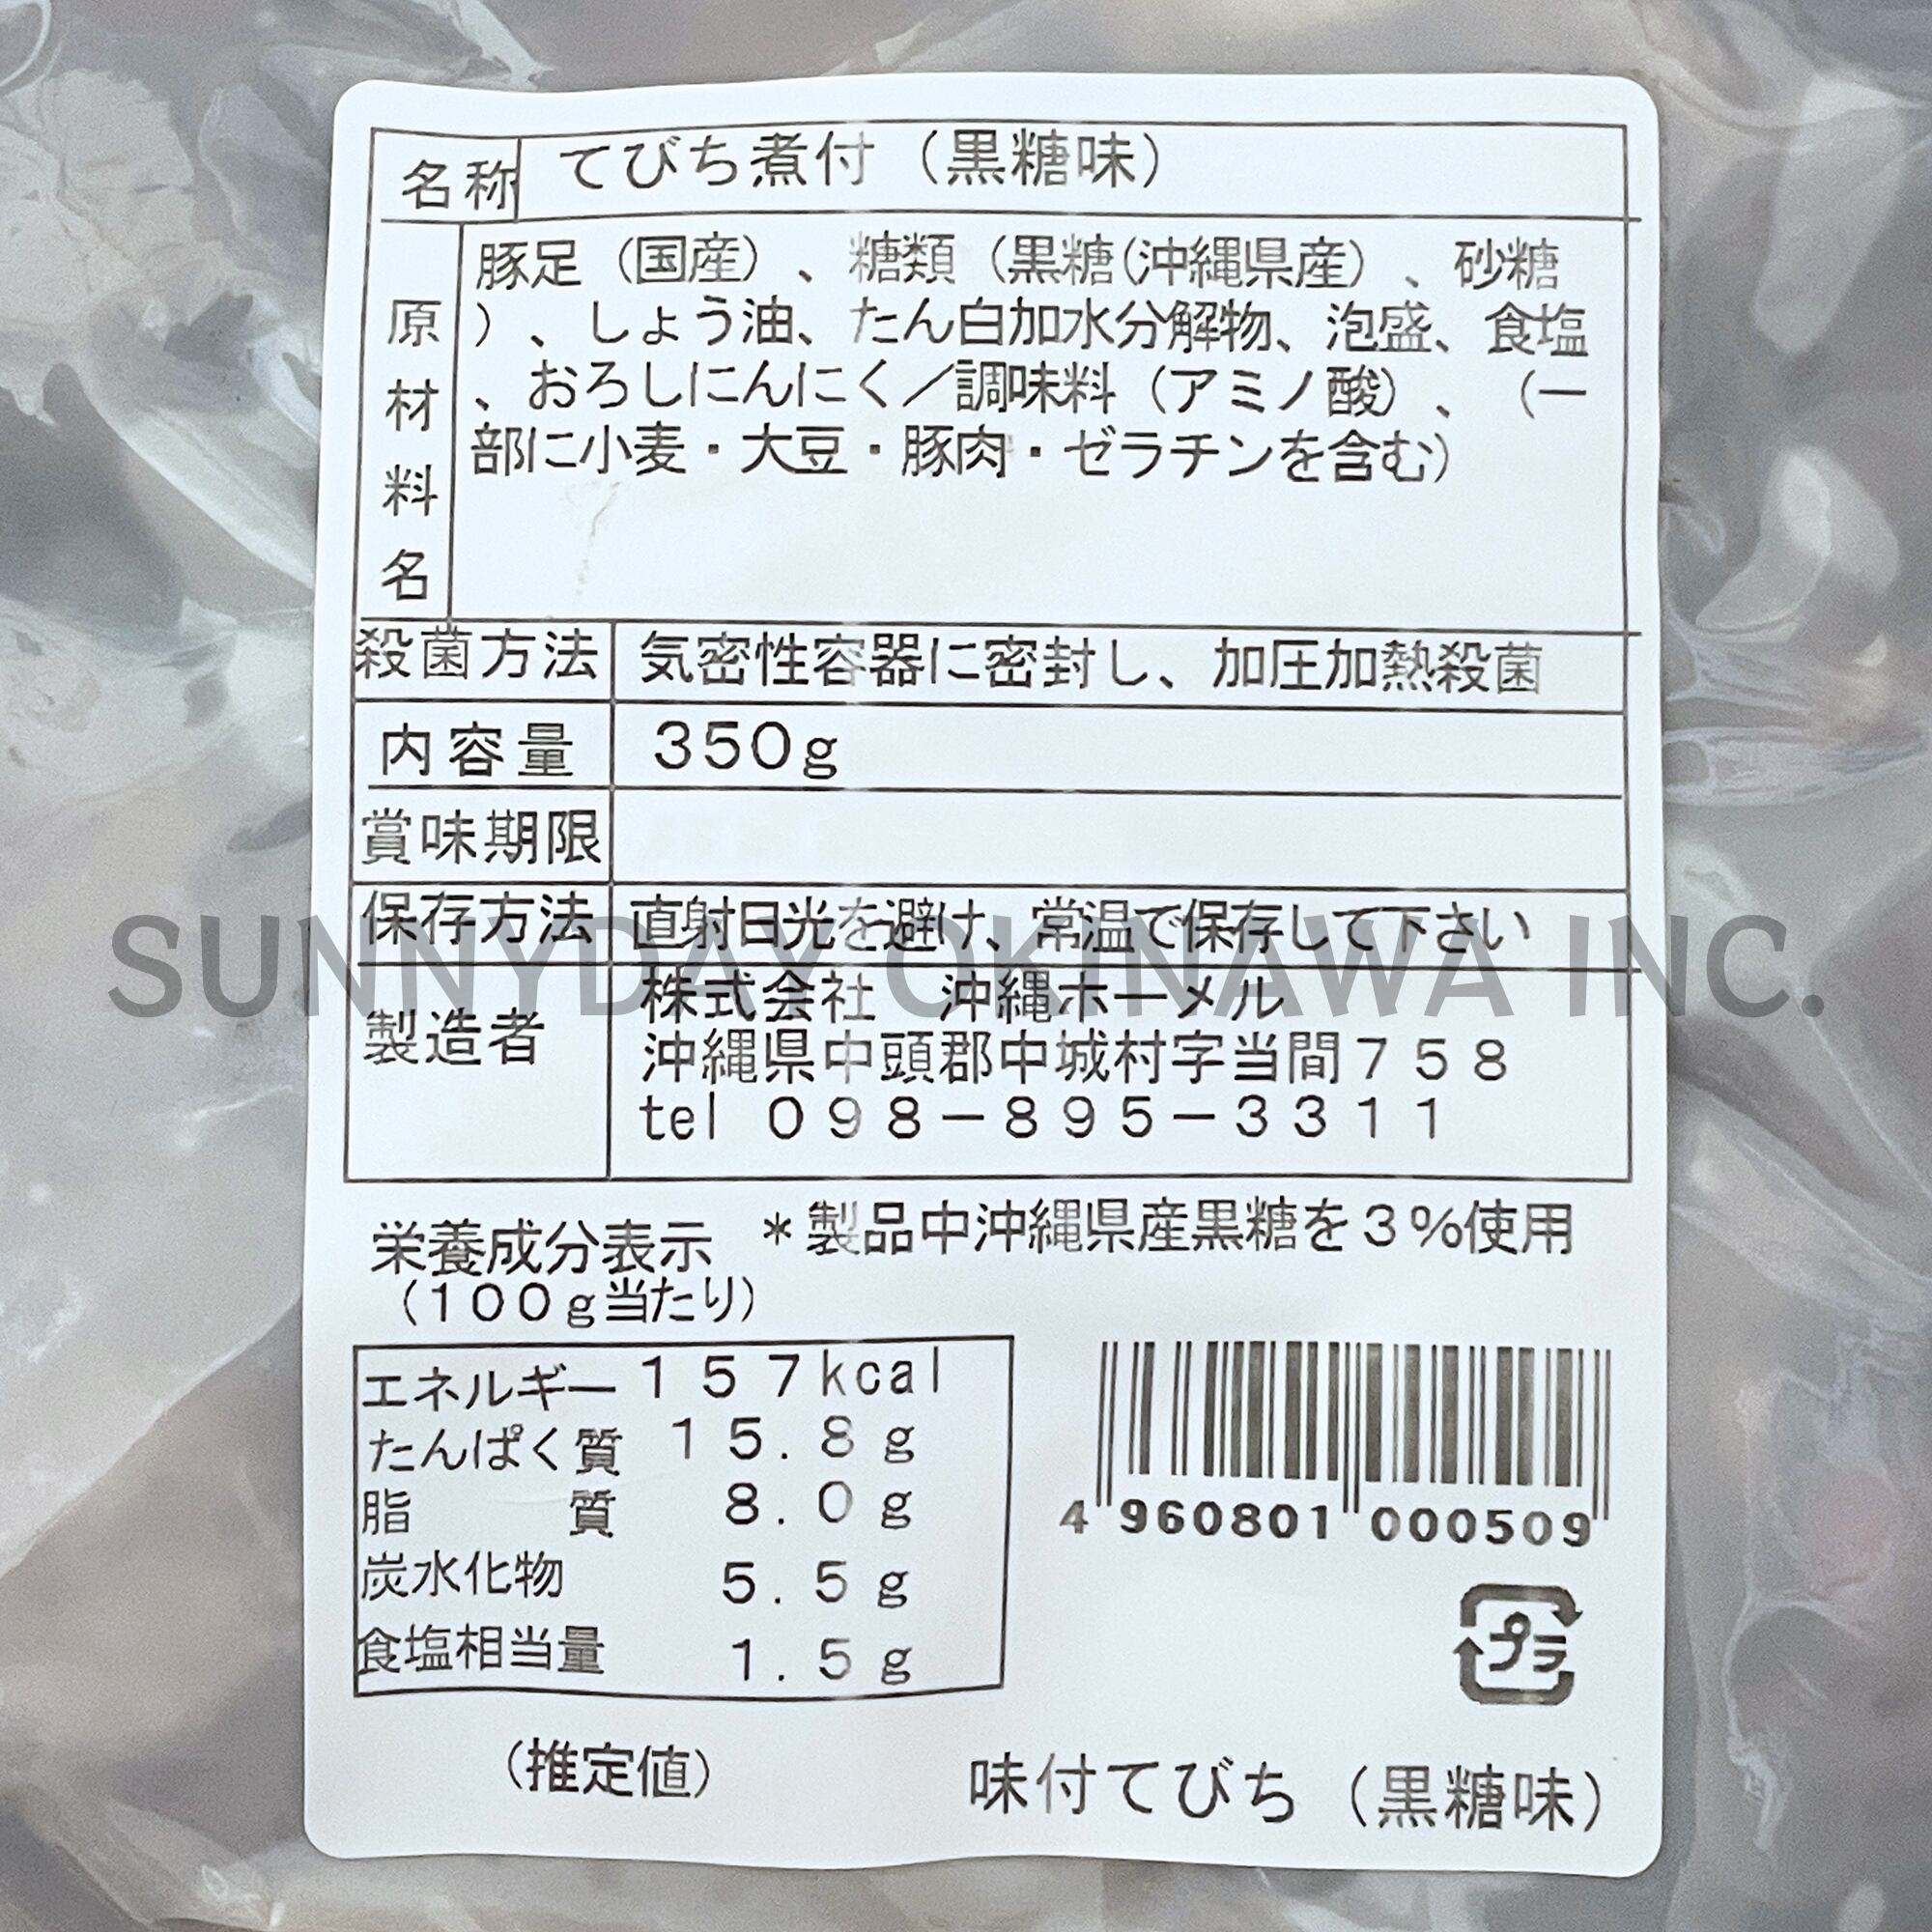 名称 てびち煮付（黒糖味）
原材料名 豚足（国産）、糖類（黒糖(沖縄県産）、砂糖
）、しょう油、たん白加水分解物、泡盛、食塩
、おろしにんにく／調味料（アミノ酸）、（一
部に小麦・大豆・豚肉・ゼラチンを含む）
殺菌方法 気密性容器に密封し、加圧加熱殺菌
内容量 350g
賞味期限
保存方法 直射日光を避け、常温で保存して下さい
SUNNYDAY OKINAWA INC.
製造者 株式会社 沖縄ホーメル
沖縄県中頭郡中城村字当間758
tel 098－895－3311
栄養成分表示 ＊製品中沖縄県産黒糖を3％使用
（100g当たり）
エネルギー 157kcal
たんぱく質 15.8g
脂質 8.0g
炭水化物 5.5g
食塩相当量 1.5g
4 960801 000509
プラ
（推定値）
味付てびち（黒糖味）